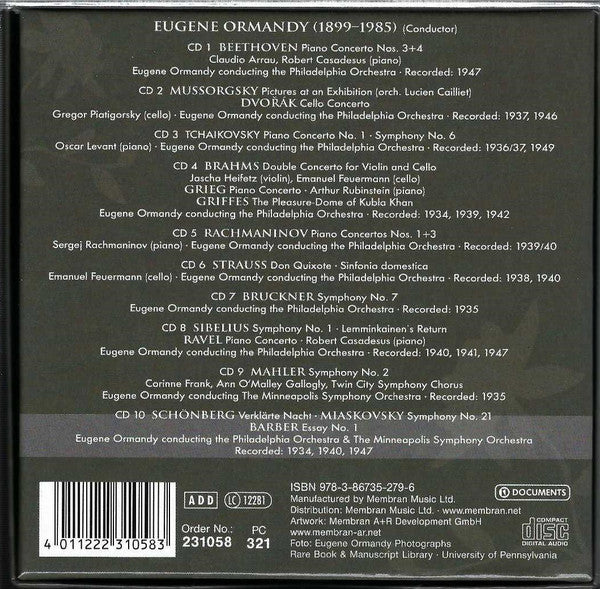 EUGENE ORMANDY (1899–1985) (Conductor)
CD 1 BEETHOVEN Piano Concerto Nos. 3+4
Claudio Arrau, Robert Casadesus (piano)
Eugene Ormandy conducting the Philadelphia Orchestra · Recorded: 1947
CD 2 MUSSORGSKY Pictures at an Exhibition (orch. Lucien Cailliet)
DVOŘÁK Cello Concerto
Gregor Piatigorsky (cello) · Eugene Ormandy conducting the Philadelphia Orchestra · Recorded: 1937, 1946
CD 3 TCHAIKOVSKY Piano Concerto No. 1 · Symphony No. 6
Oscar Levant (piano) · Eugene Ormandy conducting the Philadelphia Orchestra · Recorded: 1936/37, 1949
CD 4 BRAHMS Double Concerto for Violin and Cello
Jascha Heifetz (violin), Emanuel Feuermann (cello)
GRIEG Piano Concerto · Arthur Rubinstein (piano)
GRIFFES The Pleasure-Dome of Kubla Khan
Eugene Ormandy conducting the Philadelphia Orchestra · Recorded: 1934, 1939, 1942
CD 5 RACHMANINOV Piano Concertos Nos. 1+3
Sergej Rachmaninov (piano) · Eugene Ormandy conducting the Philadelphia Orchestra · Recorded: 1939/40
CD 6 STRAUSS Don Quixote · Sinfonia domestica
Emanuel Feuermann (cello) · Eugene Ormandy conducting the Philadelphia Orchestra · Recorded: 1938, 1940
CD 7 BRUCKNER Symphony No. 7
Eugene Ormandy conducting the Philadelphia Orchestra · Recorded: 1935
CD 8 SIBELIUS Symphony No. 1 · Lemminkainen's Return
RAVEL Piano Concerto · Robert Casadesus (piano)
Eugene Ormandy conducting the Philadelphia Orchestra · Recorded: 1940, 1941, 1947
CD 9 MAHLER Symphony No. 2
Corinne Frank, Ann O'Malley Gallogly, Twin City Symphony Chorus
Eugene Ormandy conducting The Minneapolis Symphony Orchestra · Recorded: 1935
CD 10 SCHÖNBERG Verklärte Nacht · MIASKOVSKY Symphony No. 21
BARBER Essay No. 1
Eugene Ormandy conducting the Philadelphia Orchestra & The Minneapolis Symphony Orchestra
Recorded: 1934, 1940, 1947
4 011222 310583
ADD
LC 12281
Order No.: PC
231058 321
ISBN 978-3-86735-279-6
Manufactured by Membran Music Ltd.
Distribution: Membran Music Ltd. · www.membran.net
Artwork: Membran A+R Development GmbH
www.membran-ar.net
Foto: Eugene Ormandy Photographs
Rare Book & Manuscript Library · University of Pennsylvania
DOCUMENTS
COMPACT
disc
DIGITAL AUDIO